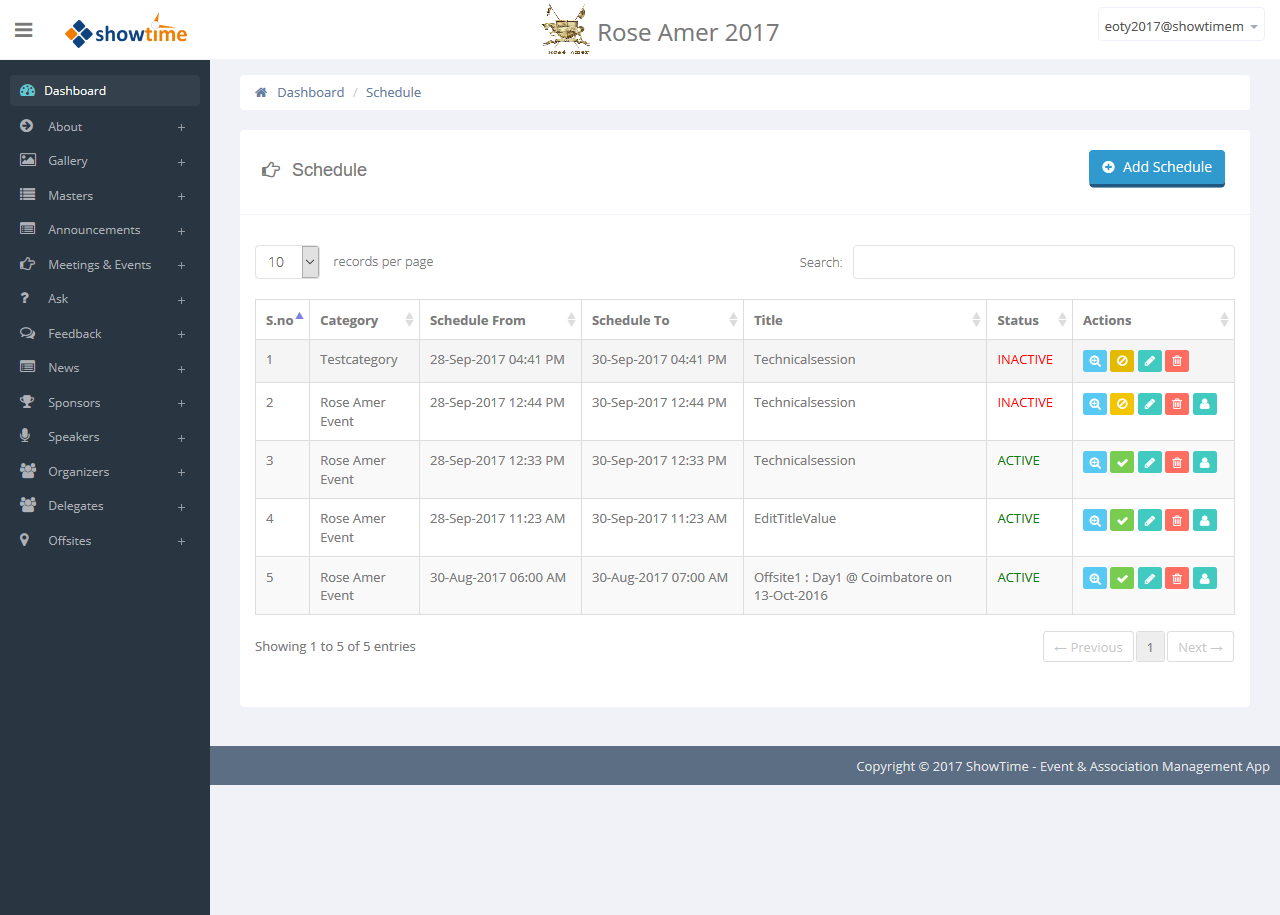 showtime
Rose Amer 2017
eoty2017@showtimem
Dashboard
About +
Gallery +
Masters +
Announcements +
Meetings & Events +
Ask +
Feedback +
News +
Sponsors +
Speakers +
Organizers +
Delegates +
Offsites +
Dashboard / Schedule
Schedule
Add Schedule
10 records per page
Search:
S.no Category Schedule From Schedule To Title Status Actions
1 Testcategory 28-Sep-2017 04:41 PM 30-Sep-2017 04:41 PM Technicalsession INACTIVE
2 Rose Amer 28-Sep-2017 12:44 PM 30-Sep-2017 12:44 PM Technicalsession INACTIVE
Event
3 Rose Amer 28-Sep-2017 12:33 PM 30-Sep-2017 12:33 PM Technicalsession ACTIVE
Event
4 Rose Amer 28-Sep-2017 11:23 AM 30-Sep-2017 11:23 AM EditTitleValue ACTIVE
Event
5 Rose Amer 30-Aug-2017 06:00 AM 30-Aug-2017 07:00 AM Offsite1 : Day1 @ Coimbatore on ACTIVE
Event 13-Oct-2016
Showing 1 to 5 of 5 entries
← Previous 1 Next →
Copyright © 2017 ShowTime - Event & Association Management App